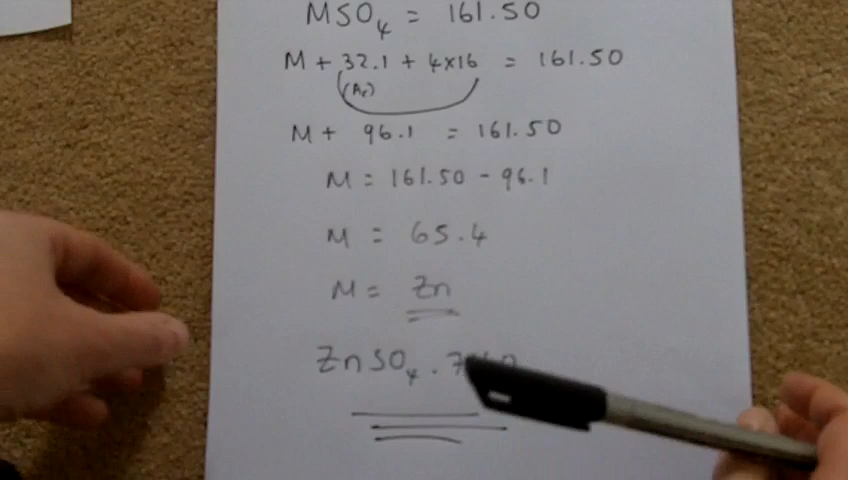 MSO₄ = 161.50
M + 32.1 + 4x16 = 161.50
(Ar)
M + 96.1 = 161.50
M = 161.50 - 96.1
M = 65.4
M = Zn
ZnSO₄.